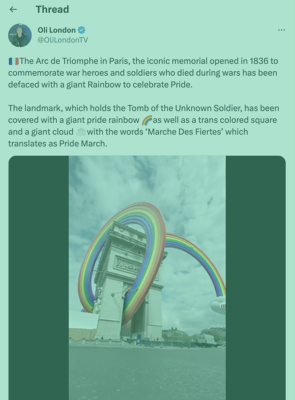 Thread
Oli London
@OliLondonTV
🇫🇷The Arc de Triomphe in Paris, the iconic memorial opened in 1836 to
commemorate war heroes and soldiers who died during wars has been
defaced with a giant Rainbow to celebrate Pride.
The landmark, which holds the Tomb of the Unknown Soldier, has been
covered with a giant pride rainbow 🌈as well as a trans colored square
and a giant cloud ☁️with the words ‘Marche Des Fiertes’ which
translates as Pride March.